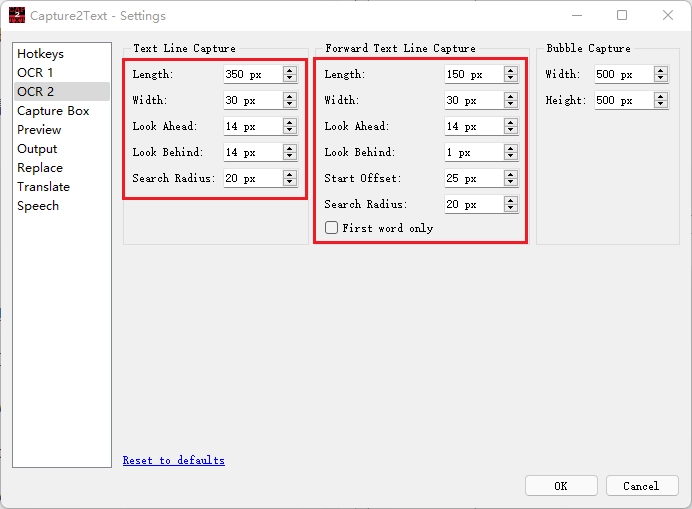 Capture2Text - Settings
Hotkeys
OCR 1
OCR 2
Capture Box
Preview
Output
Replace
Translate
Speech
Text Line Capture
Length: 350 px
Width: 30 px
Look Ahead: 14 px
Look Behind: 14 px
Search Radius: 20 px
Forward Text Line Capture
Length: 150 px
Width: 30 px
Look Ahead: 14 px
Look Behind: 1 px
Start Offset: 25 px
Search Radius: 20 px
First word only
Bubble Capture
Width: 500 px
Height: 500 px
Reset to defaults
OK
Cancel